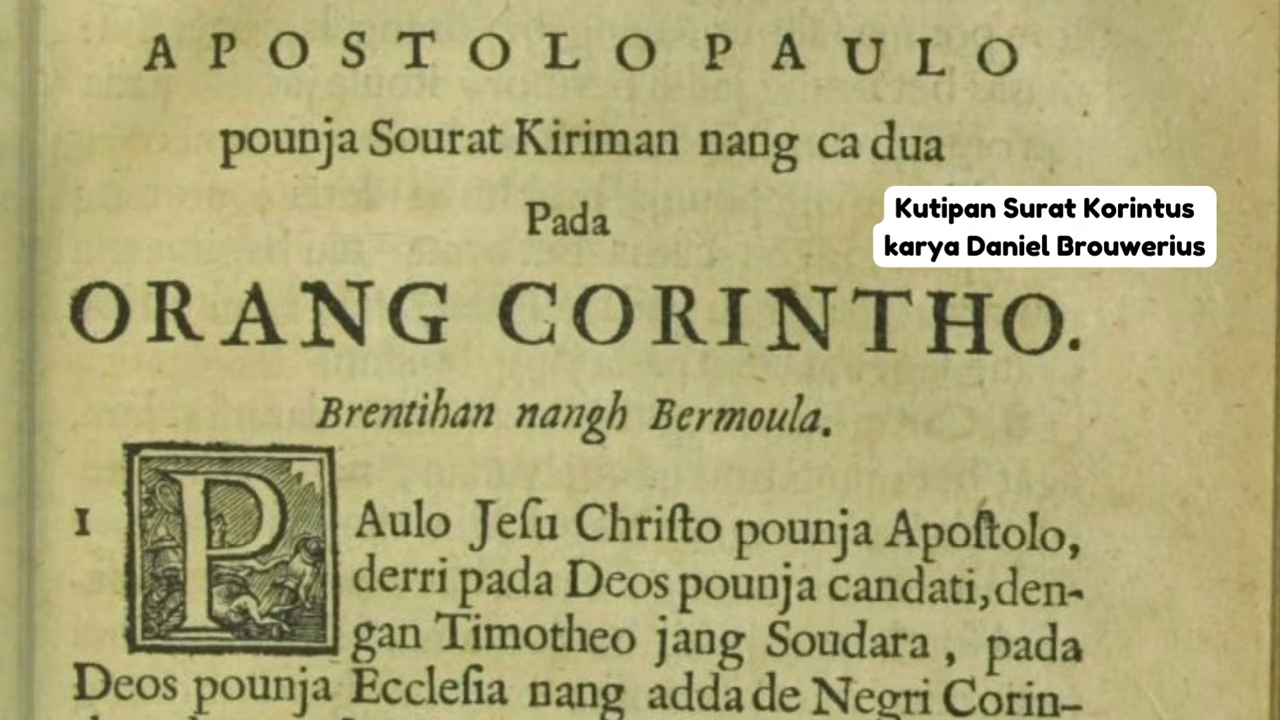 APOSTOLO PAULO
pounja Sourat Kiriman nang ca dua
Pada
Kutipan Surat Korintus
karya Daniel Brouwerius
ORANG CORINTHO.
Brentihan nangh Bermoula.
1 PAulo Jeſu Chriſto pounja Apoſtolo,
derri pada Deos pounja candati, den-
gan Timotheo jang Soudara , pada
Deos pounja Eccleſia nang adda de Negri Corin-